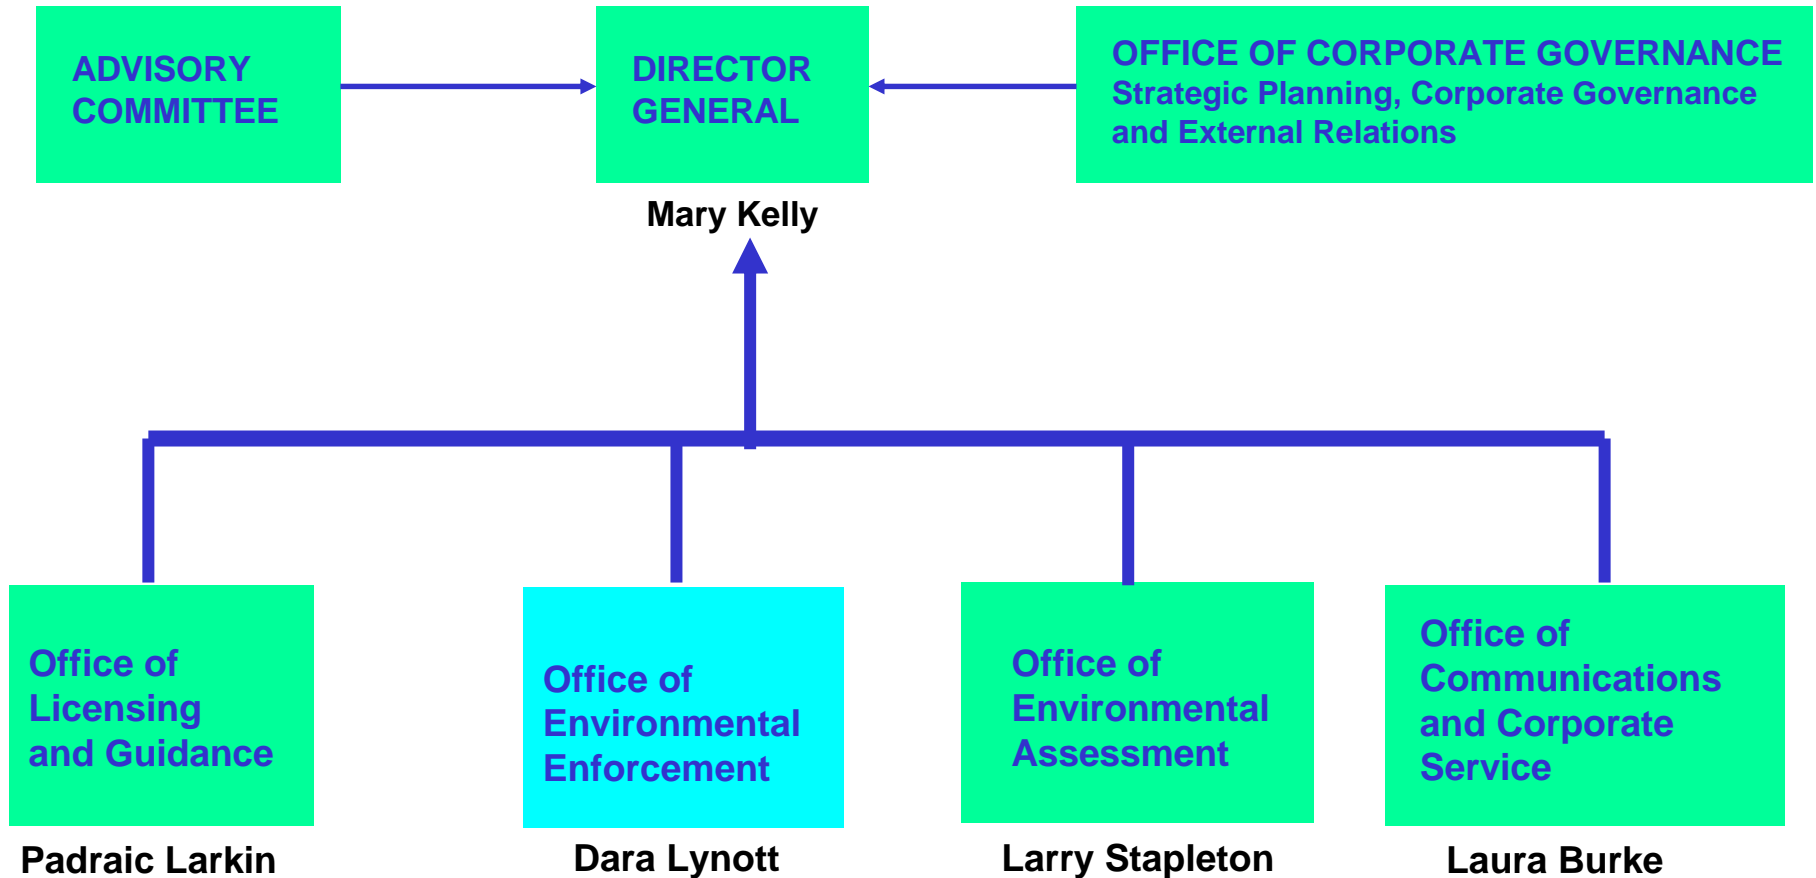 ADVISORY
COMMITTEE
DIRECTOR
GENERAL
Mary Kelly
OFFICE OF CORPORATE GOVERNANCE
Strategic Planning, Corporate Governance
and External Relations
Office of
Licensing
and Guidance
Padraic Larkin
Office of
Environmental
Enforcement
Dara Lynott
Office of
Environmental
Assessment
Larry Stapleton
Office of
Communications
and Corporate
Service
Laura Burke